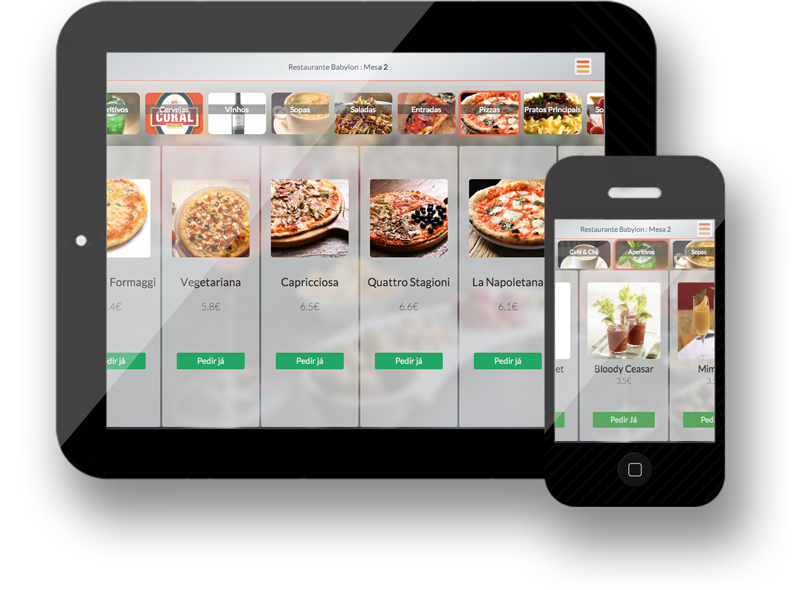 Restaurante Babylon : Mesa 2
ritivos
Cervejas
Vinhos
Sopas
Saladas
Entradas
Pizzas
Pratos Principais
So
CORAL
Formaggi
Vegetariana
Capricciosa
Quattro Stagioni
La Napoletana
.4€
5.8€
6.5€
6.6€
6.1€
dir já
Pedir já
Pedir já
Pedir já
Pedir já
Restaurante Babylon : Mesa 2
Café & Chá
Aperitivos
Sopas
et
Bloody Ceasar
Mim
3.5€
3.
Pedir Já
Ped